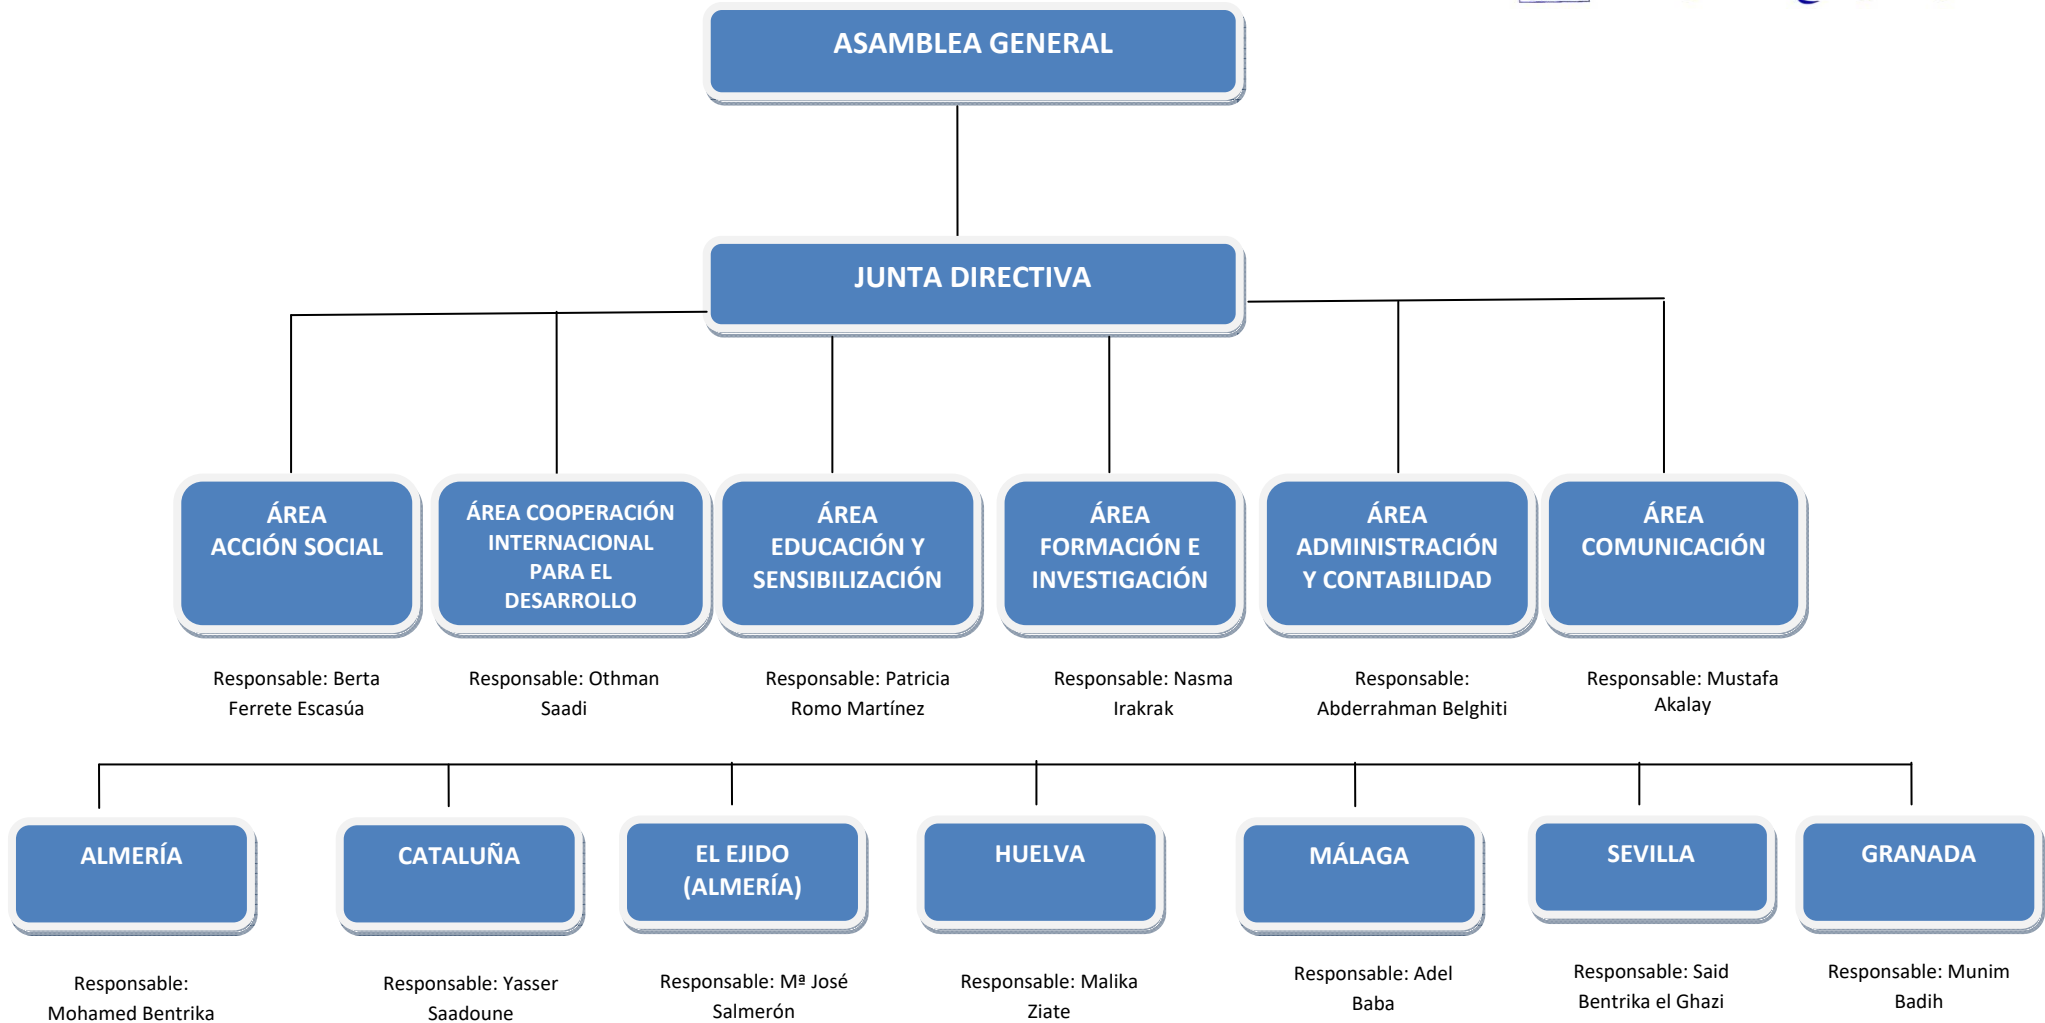 ASAMBLEA GENERAL
JUNTA DIRECTIVA
ÁREA
ACCIÓN SOCIAL
ÁREA COOPERACIÓN
INTERNACIONAL
PARA EL
DESARROLLO
ÁREA
EDUCACIÓN Y
SENSIBILIZACIÓN
ÁREA
FORMACIÓN E
INVESTIGACIÓN
ÁREA
ADMINISTRACIÓN
Y CONTABILIDAD
ÁREA
COMUNICACIÓN
Responsable: Berta
Ferrete Escasúa
Responsable: Othman
Saadi
Responsable: Patricia
Romo Martínez
Responsable: Nasma
Irakrak
Responsable:
Abderrahman Belghiti
Responsable: Mustafa
Akalay
ALMERÍA
CATALUÑA
EL EJIDO
(ALMERÍA)
HUELVA
MÁLAGA
SEVILLA
GRANADA
Responsable:
Mohamed Bentrika
Responsable: Yasser
Saadoune
Responsable: Mª José
Salmerón
Responsable: Malika
Ziate
Responsable: Adel
Baba
Responsable: Said
Bentrika el Ghazi
Responsable: Munim
Badih